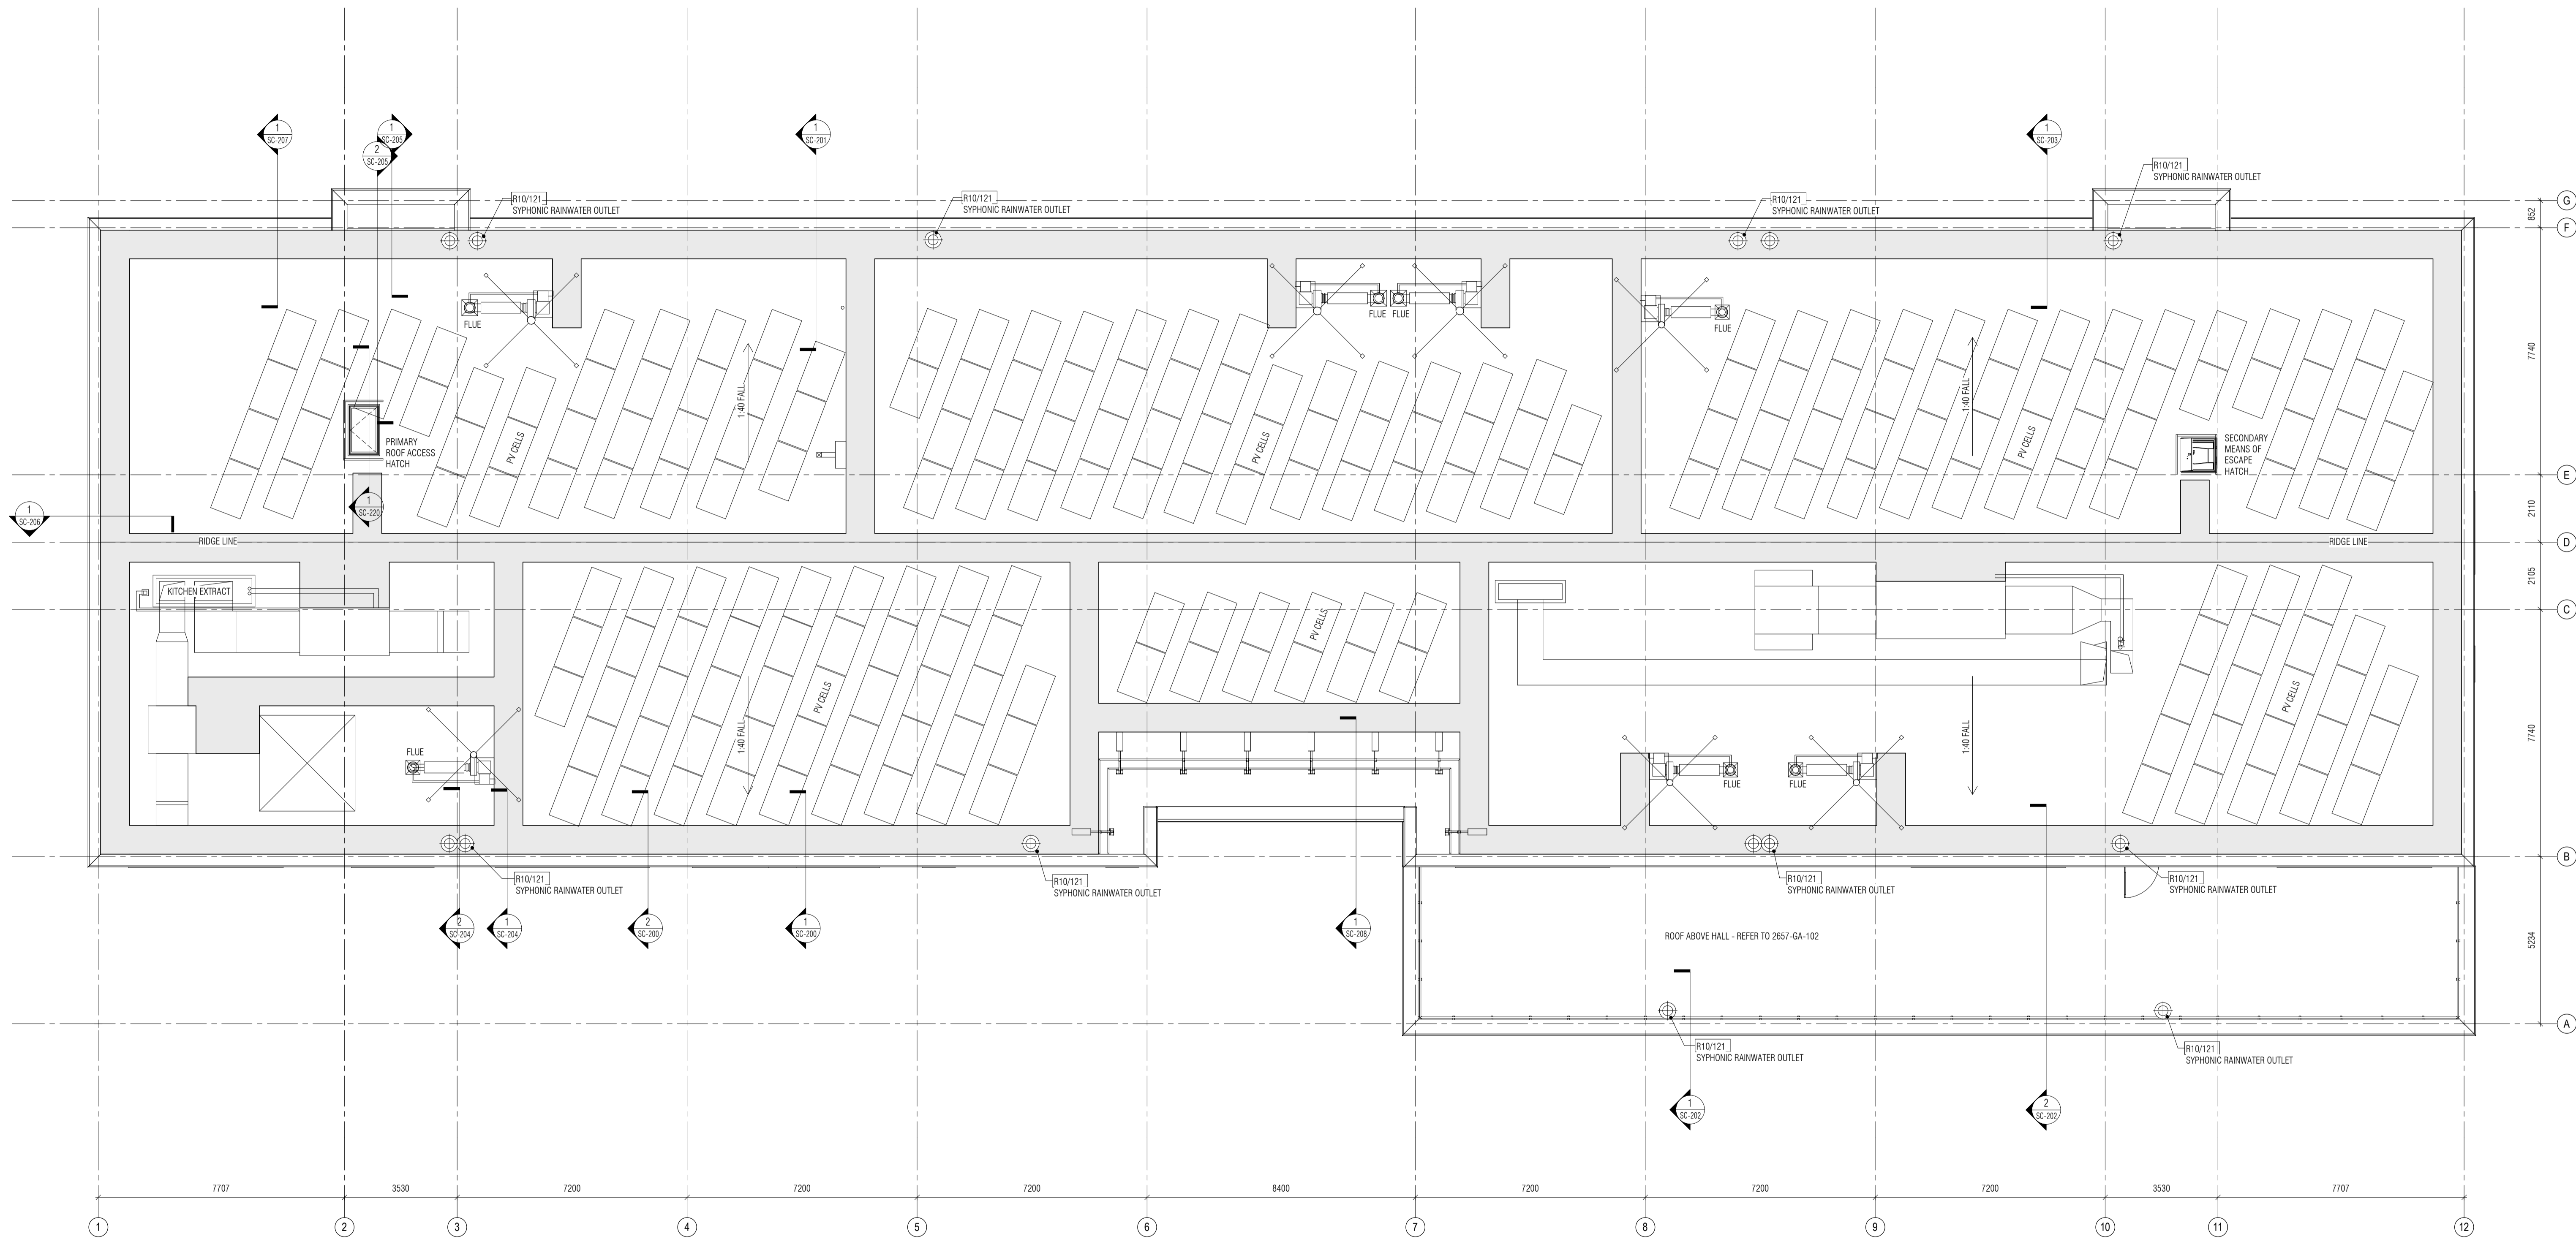 1
SC-207
1
SC-205
2
SC-205
1
SC-201
1
SC-203
R10/121
SYPHONIC RAINWATER OUTLET
R10/121
SYPHONIC RAINWATER OUTLET
R10/121
SYPHONIC RAINWATER OUTLET
R10/121
SYPHONIC RAINWATER OUTLET
G
852
F
FLUE
FLUE
FLUE
FLUE
7740
1:40 FALL
1:40 FALL
PRIMARY
ROOF ACCESS
HATCH
PV CELLS
PV CELLS
PV CELLS
SECONDARY
MEANS OF
ESCAPE
HATCH
E
1
SC-220
1
SC-206
2110
RIDGE LINE
RIDGE LINE
D
2105
KITCHEN EXTRACT
C
PV CELLS
PV CELLS
PV CELLS
1:40 FALL
1:40 FALL
7740
FLUE
FLUE
FLUE
B
R10/121
SYPHONIC RAINWATER OUTLET
R10/121
SYPHONIC RAINWATER OUTLET
R10/121
SYPHONIC RAINWATER OUTLET
R10/121
SYPHONIC RAINWATER OUTLET
2
SC-204
1
SC-204
2
SC-200
1
SC-200
1
SC-208
ROOF ABOVE HALL - REFER TO 2657-GA-102
5234
A
R10/121
SYPHONIC RAINWATER OUTLET
R10/121
SYPHONIC RAINWATER OUTLET
1
SC-202
2
SC-202
7707
3530
7200
7200
7200
8400
7200
7200
7200
3530
7707
1
2
3
4
5
6
7
8
9
10
11
12